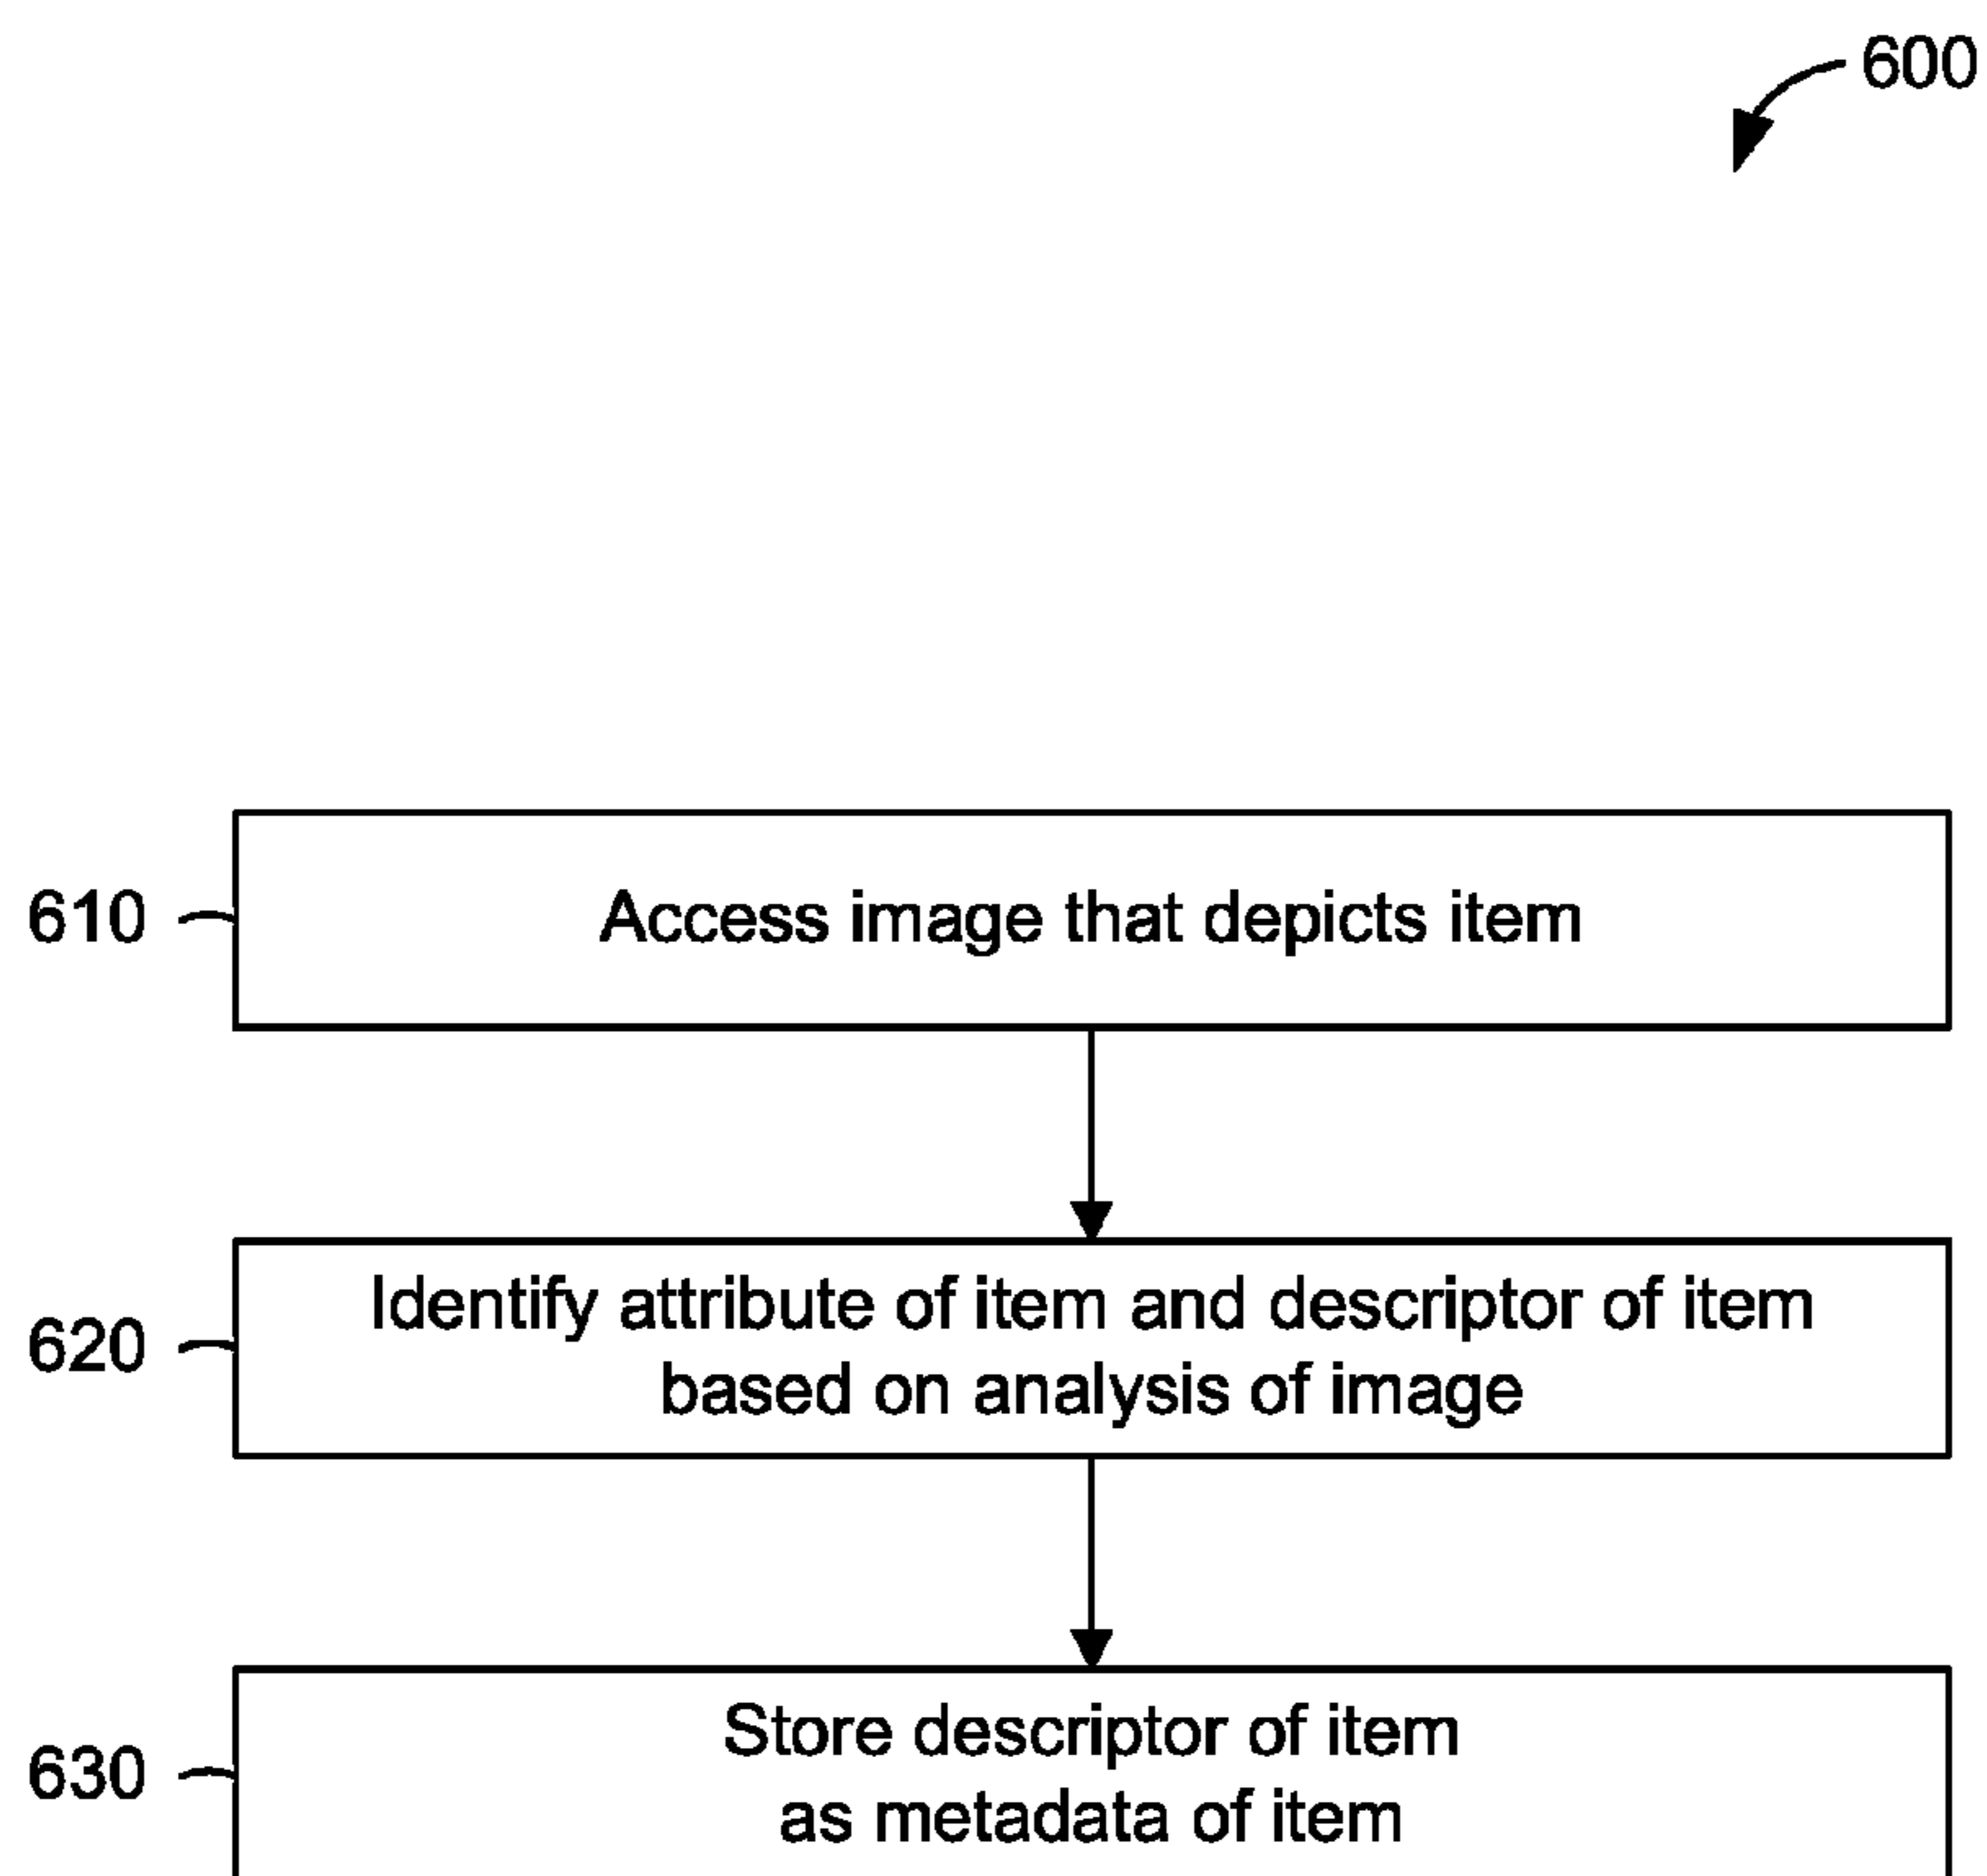 600
610
Access image that depicts item
620
Identify attribute of item and descriptor of item
based on analysis of image
630
Store descriptor of item
as metadata of item